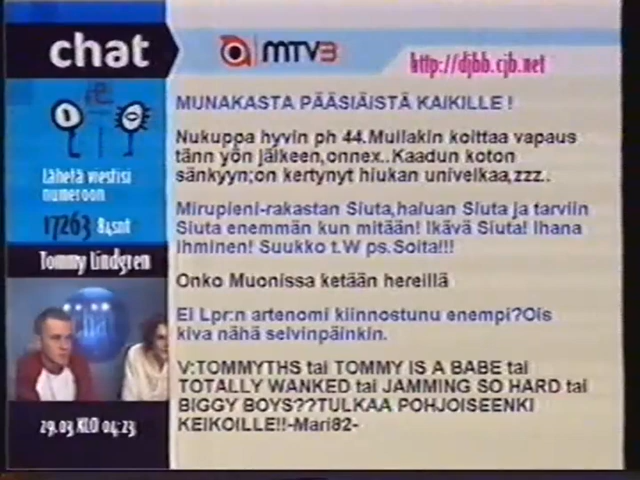 chat
MTV3
http://djbb.cjb.net
MUNAKASTA PÄÄSIÄISTÄ KAIKILLE !
Nukuppa hyvin ph 44.Mullakin koittaa vapaus
tänn yön jälkeen,onnex..Kaadun koton
sänkyyn;on kertynyt hiukan univelkaa,zzz..
Mirupieni-rakastan Siuta,haluan Siuta ja tarviin
Siuta enemmän kun mitään! Ikävä Siuta! Ihana
Ihminen! Suukko t.W ps.Soita!!!
Onko Muonissa ketään hereillä
Ei Lpr:n artenomi kiinnostunu enempi?Ois
kiva nähä selvinpäinkin.
V:TOMMYTHS tai TOMMY IS A BABE tai
TOTALLY WANKED tai JAMMING SO HARD tai
BIGGY BOYS??TULKAA POHJOISEENKI
KEIKOILLE!!-Mari82-
Lähetä viestisi
numeroon
17263 84snt
Tommy Lindgren
chat
29.03 KLO 04:23